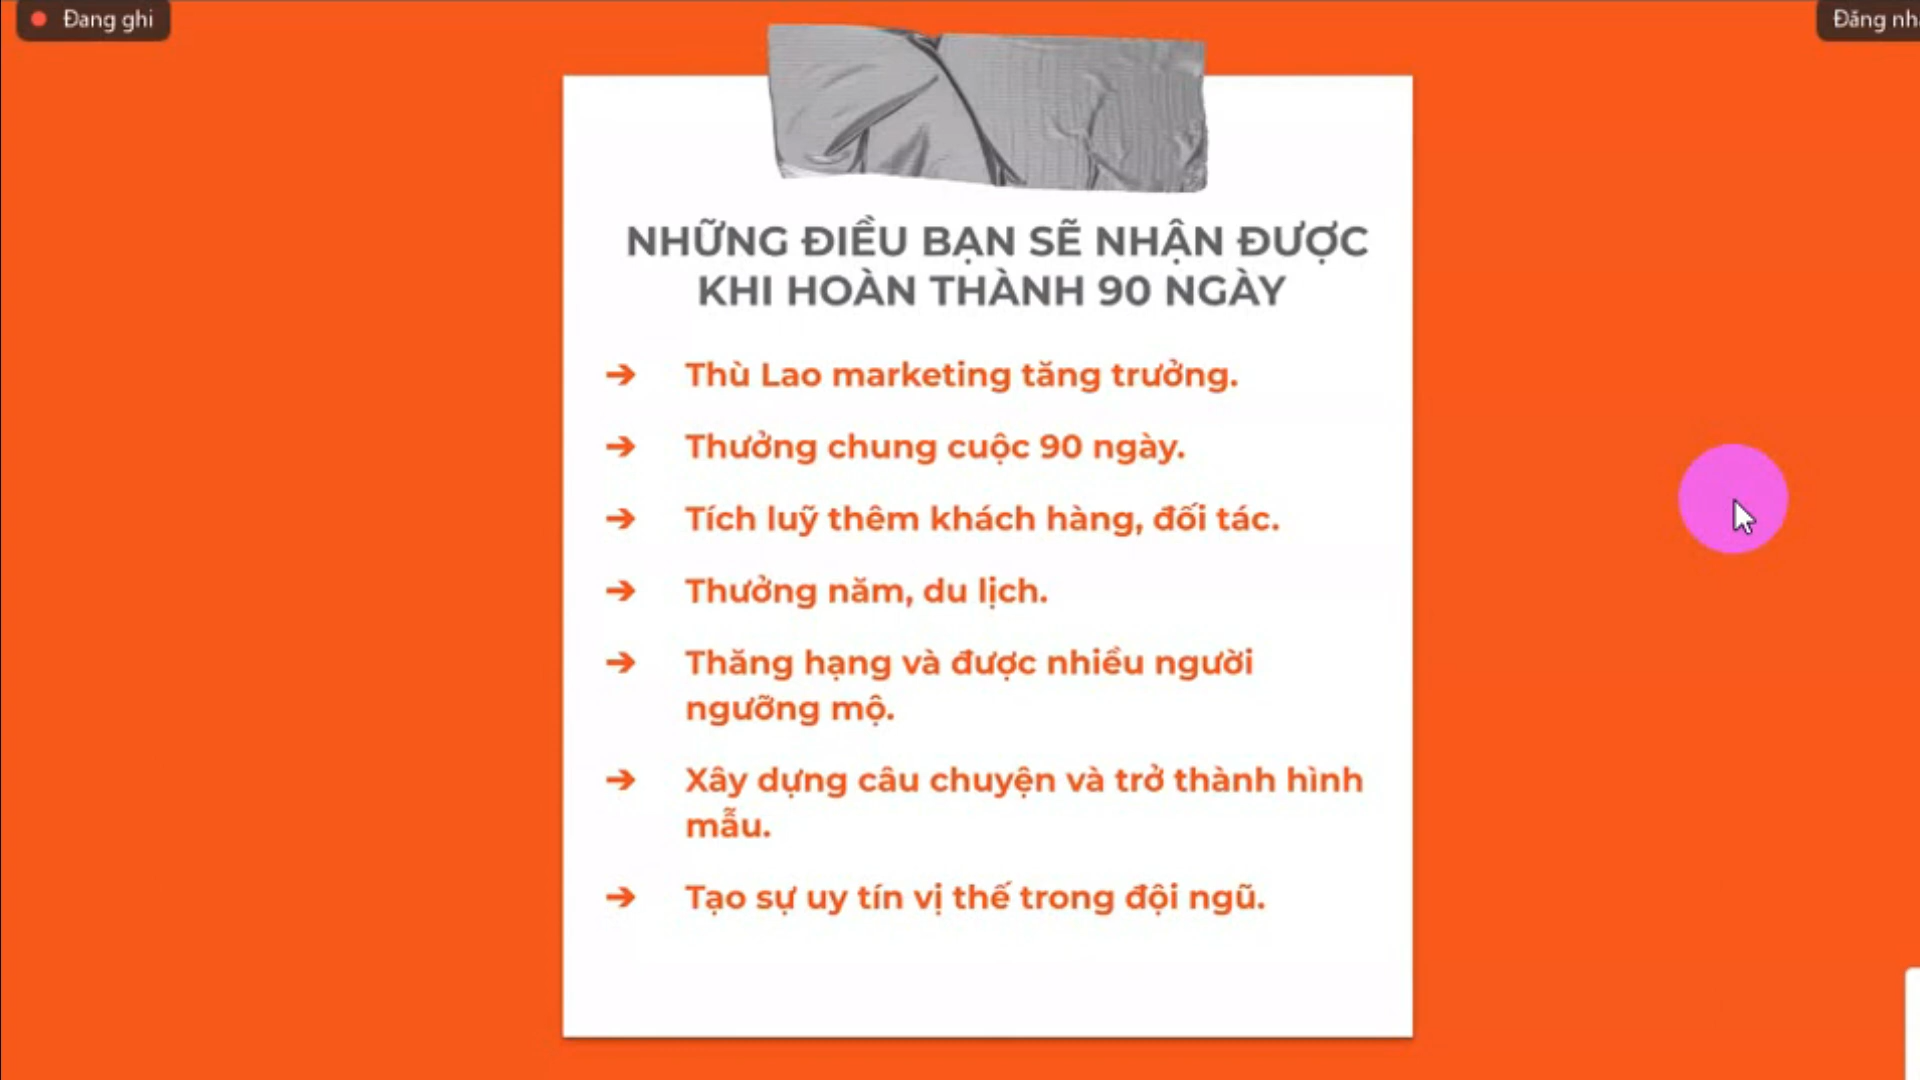 Đang ghi
NHỮNG ĐIỀU BẠN SẼ NHẬN ĐƯỢC
KHI HOÀN THÀNH 90 NGÀY
➔ Thù Lao marketing tăng trưởng.
➔ Thưởng chung cuộc 90 ngày.
➔ Tích luỹ thêm khách hàng, đối tác.
➔ Thưởng năm, du lịch.
➔ Thăng hạng và được nhiều người
ngưỡng mộ.
➔ Xây dựng câu chuyện và trở thành hình
mẫu.
➔ Tạo sự uy tín vị thế trong đội ngũ.
Đăng